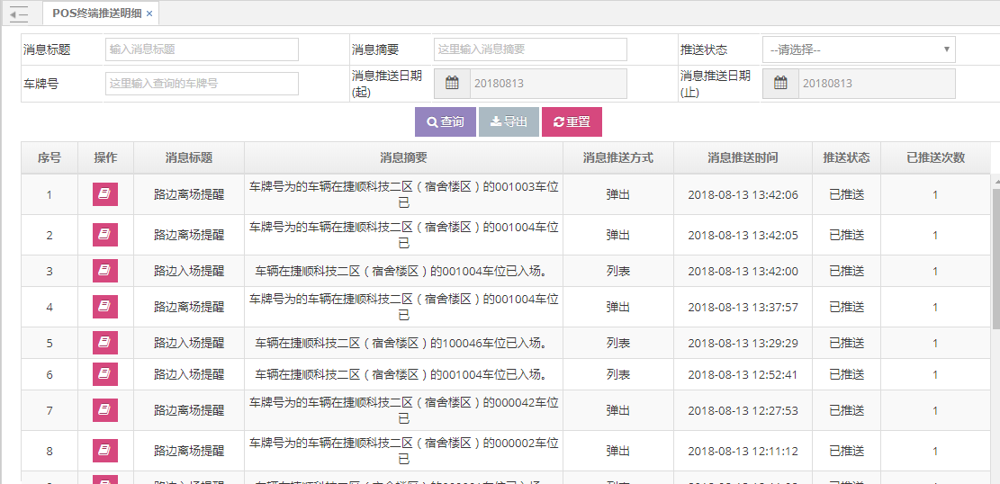 POS终端推送明细 ×
消息标题 输入消息标题 消息摘要 这里输入消息摘要 推送状态 --请选择--
车牌号 这里输入查询的车牌号 消息推送日期(起) 20180813 消息推送日期(止) 20180813
查询 导出 重置
序号 操作 消息标题 消息摘要 消息推送方式 消息推送时间 推送状态 已推送次数
1 路边离场提醒 车牌号为的车辆在捷顺科技二区（宿舍楼区）的001003车位已 弹出 2018-08-13 13:42:06 已推送 1
2 路边离场提醒 车牌号为的车辆在捷顺科技二区（宿舍楼区）的001004车位已 弹出 2018-08-13 13:42:05 已推送 1
3 路边入场提醒 车辆在捷顺科技二区（宿舍楼区）的001004车位已入场。 列表 2018-08-13 13:42:00 已推送 1
4 路边离场提醒 车牌号为的车辆在捷顺科技二区（宿舍楼区）的001004车位已 弹出 2018-08-13 13:37:57 已推送 1
5 路边入场提醒 车辆在捷顺科技二区（宿舍楼区）的100046车位已入场。 列表 2018-08-13 13:29:29 已推送 1
6 路边入场提醒 车辆在捷顺科技二区（宿舍楼区）的001004车位已入场。 列表 2018-08-13 12:52:41 已推送 1
7 路边离场提醒 车牌号为的车辆在捷顺科技二区（宿舍楼区）的000042车位已 弹出 2018-08-13 12:27:53 已推送 1
8 路边离场提醒 车牌号为的车辆在捷顺科技二区（宿舍楼区）的000002车位已 弹出 2018-08-13 12:11:12 已推送 1